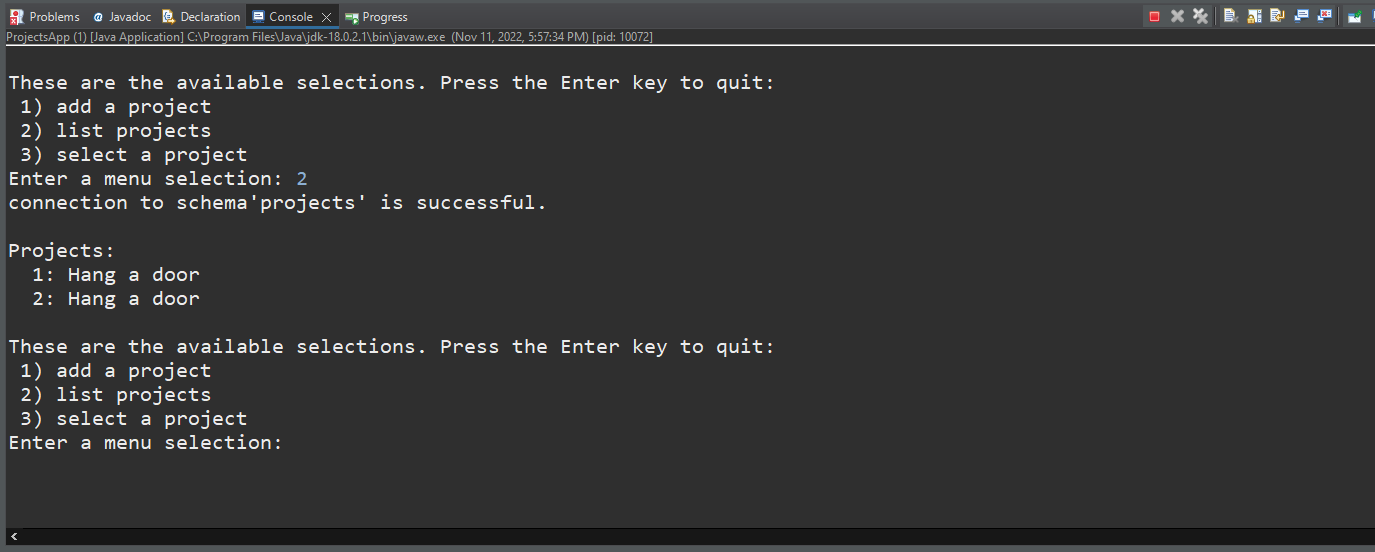 Problems Javadoc Declaration Console Progress
ProjectsApp (1) [Java Application] C:\Program Files\Java\jdk-18.0.2.1\bin\javaw.exe (Nov 11, 2022, 5:57:34 PM) [pid: 10072]
These are the available selections. Press the Enter key to quit:
1) add a project
2) list projects
3) select a project
Enter a menu selection: 2
connection to schema'projects' is successful.
Projects:
1: Hang a door
2: Hang a door
These are the available selections. Press the Enter key to quit:
1) add a project
2) list projects
3) select a project
Enter a menu selection: